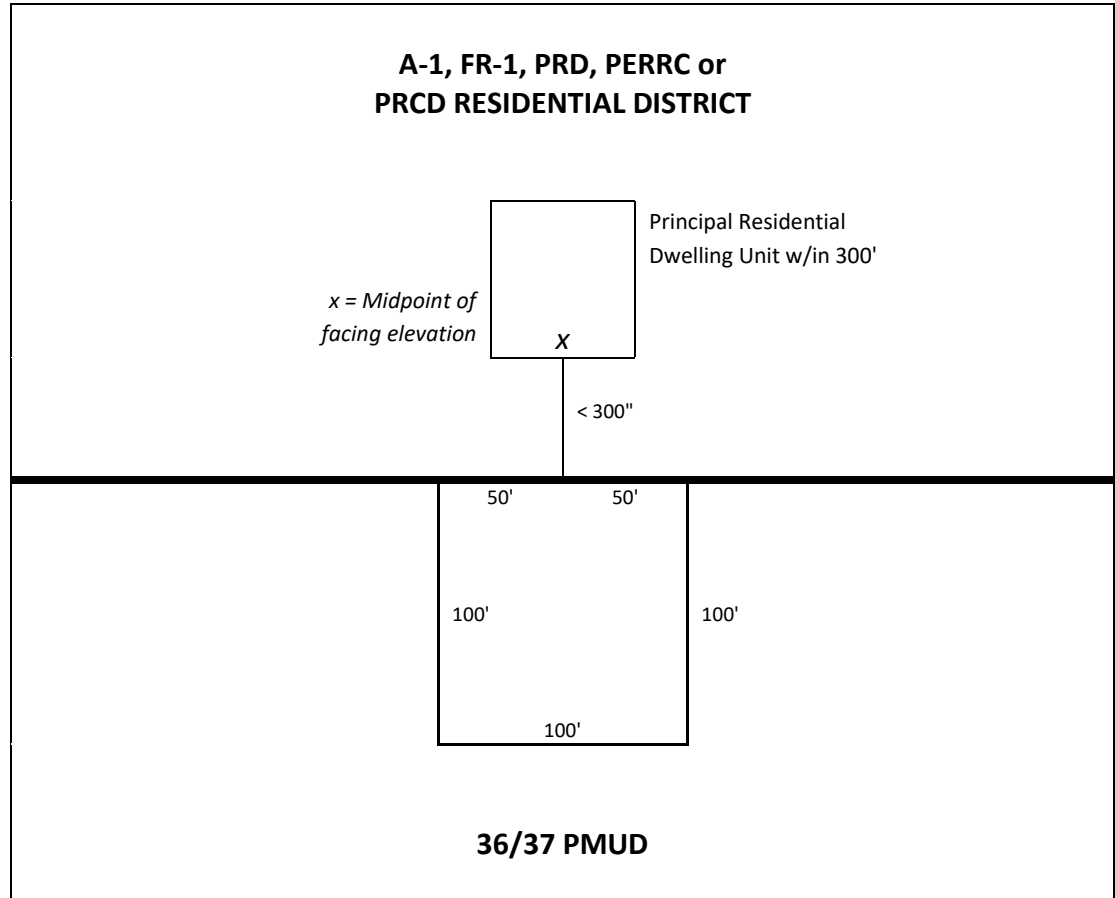 A-1, FR-1, PRD, PERRC or
PRCD RESIDENTIAL DISTRICT
Principal Residential
Dwelling Unit w/in 300'
x = Midpoint of
facing elevation
x
< 300"
50' 50'
100' 100'
100'
36/37 PMUD